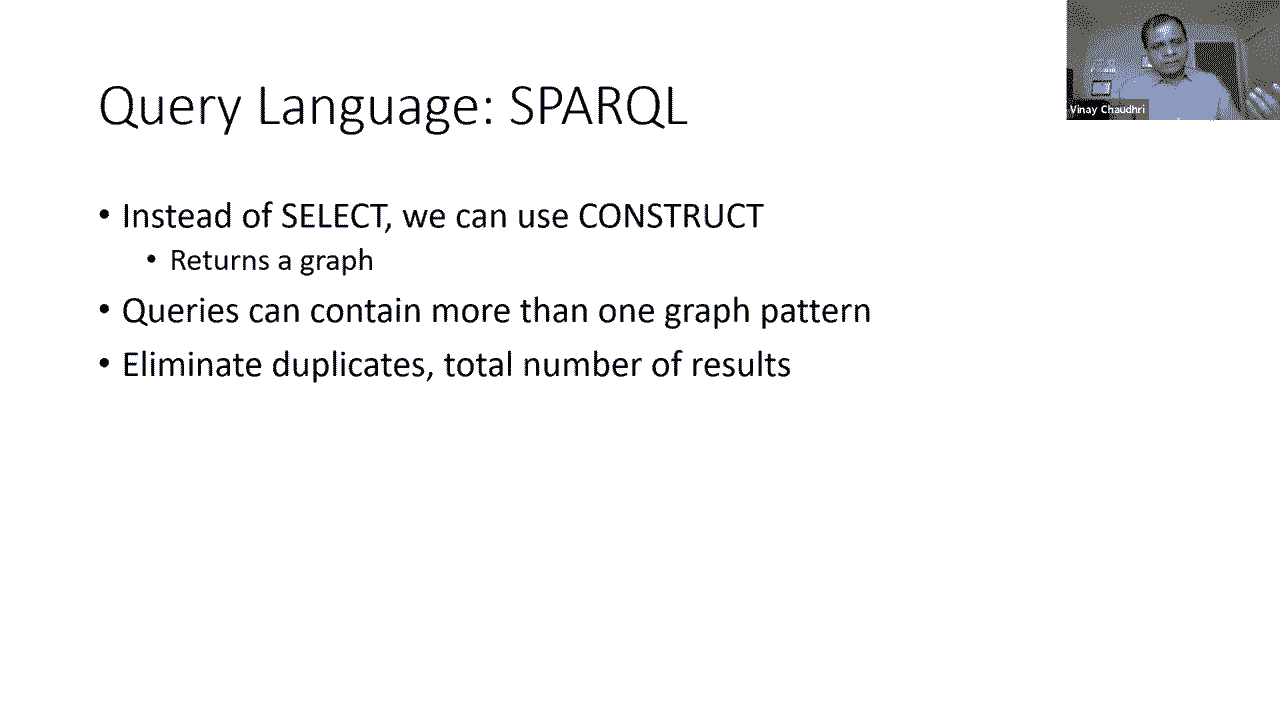 Query Language: SPARQL
Vinay Chaudhri
• Instead of SELECT, we can use CONSTRUCT
• Returns a graph
• Queries can contain more than one graph pattern
• Eliminate duplicates, total number of results